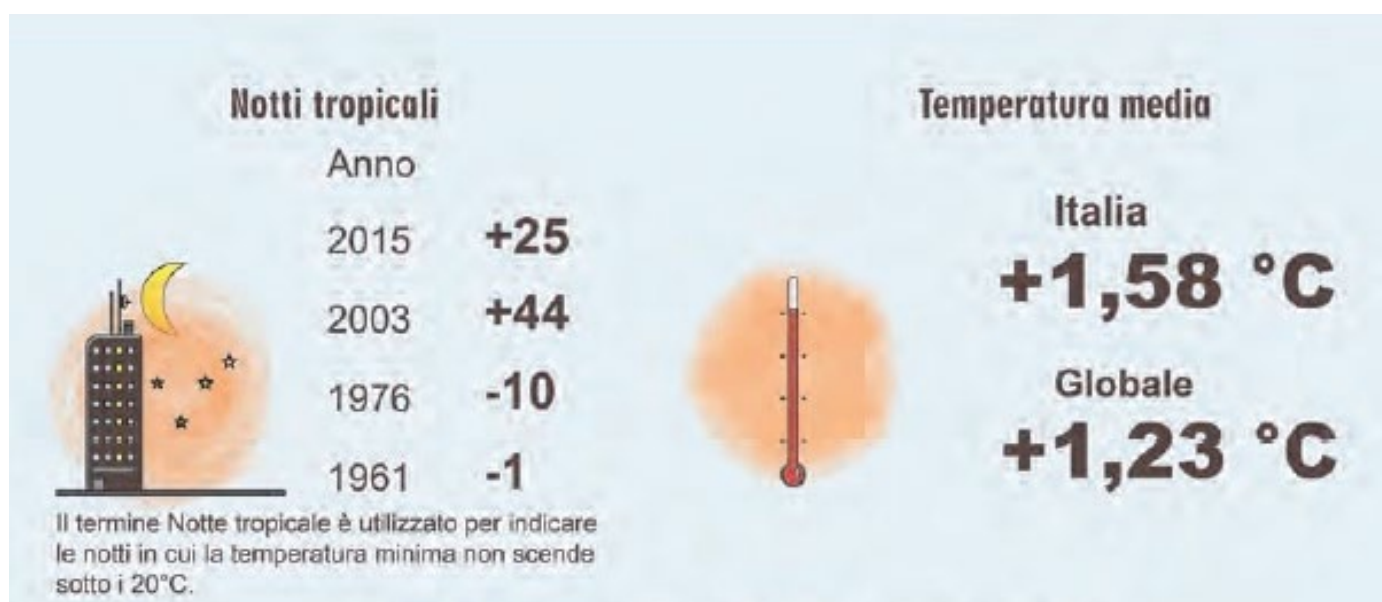 Notti tropicali
Anno
2015 +25
2003 +44
1976 -10
1961 -1
Il termine Notte tropicale è utilizzato per indicare
le notti in cui la temperatura minima non scende
sotto i 20°C.
Temperatura media
Italia
+1,58 °C
Globale
+1,23 °C